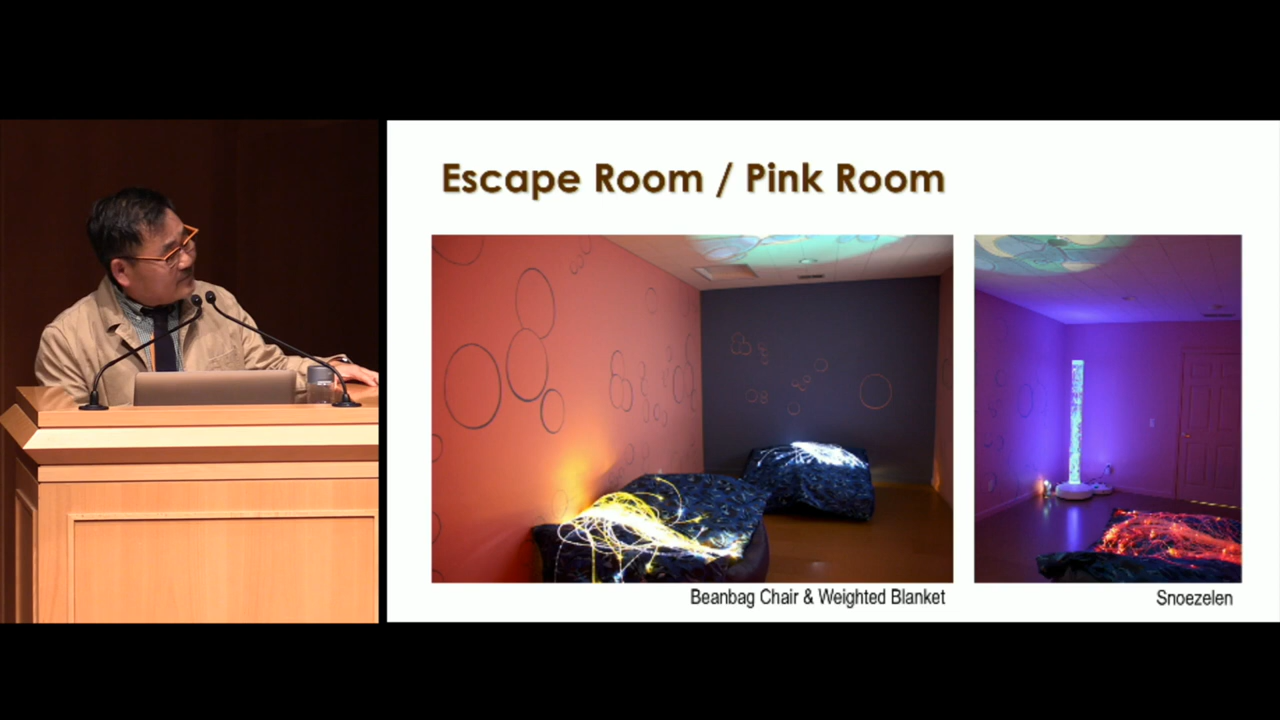 Escape Room / Pink Room
Beanbag Chair & Weighted Blanket
Snoezelen